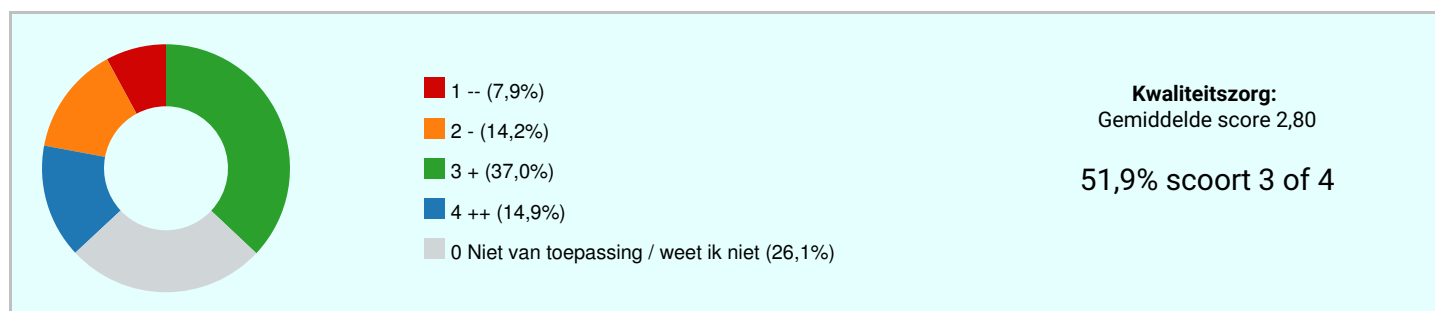 1 -- (7,9%)
2 - (14,2%)
3 + (37,0%)
4 ++ (14,9%)
0 Niet van toepassing / weet ik niet (26,1%)
Kwaliteitszorg:
Gemiddelde score 2,80
51,9% scoort 3 of 4